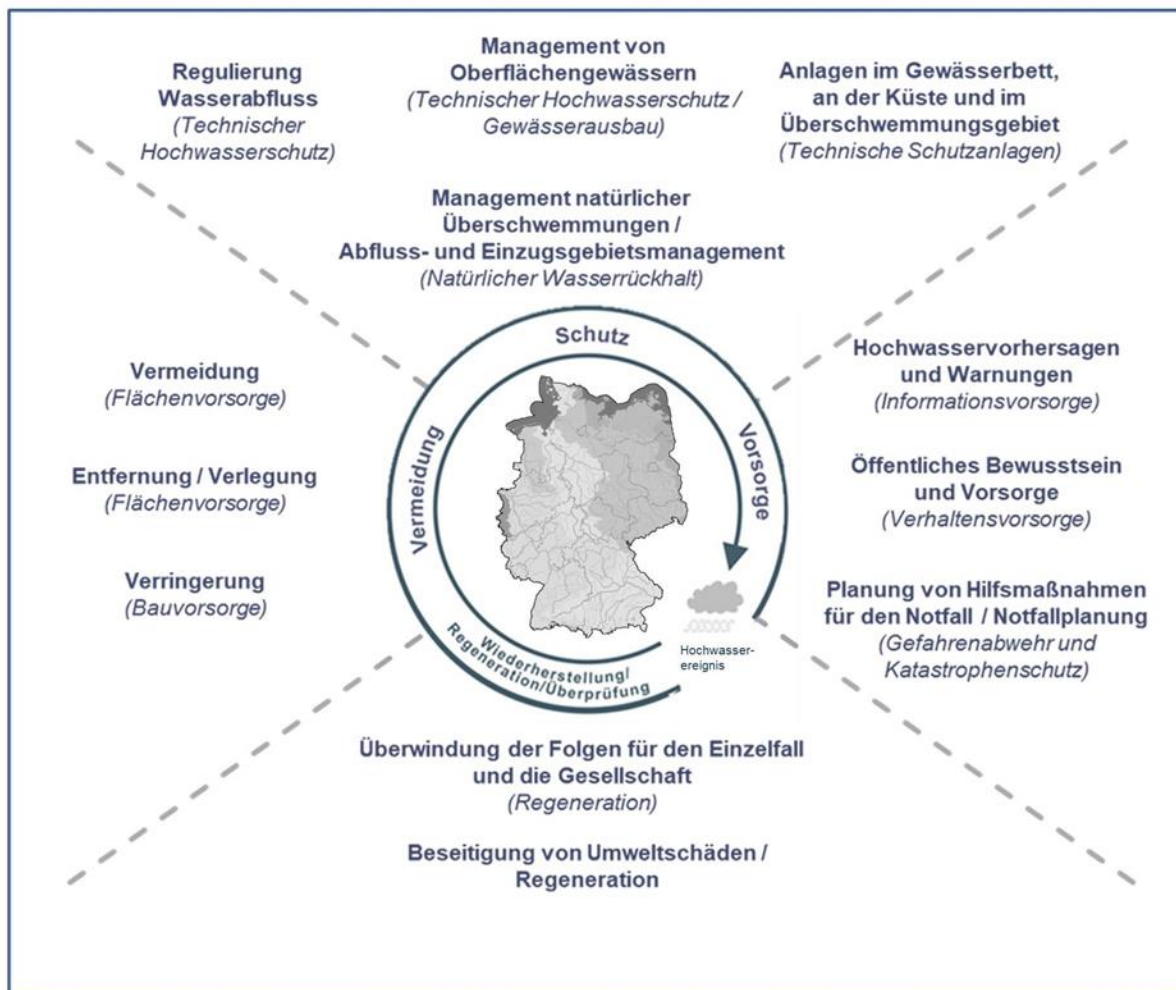 Regulierung
Wasserabfluss
(Technischer
Hochwasserschutz)
Management von
Oberflächengewässern
(Technischer Hochwasserschutz /
Gewässerausbau)
Anlagen im Gewässerbett,
an der Küste und im
Überschwemmungsgebiet
(Technische Schutzanlagen)
Management natürlicher
Überschwemmungen /
Abfluss- und Einzugsgebietsmanagement
(Natürlicher Wasserrückhalt)
Vermeidung
(Flächenvorsorge)
Entfernung / Verlegung
(Flächenvorsorge)
Verringerung
(Bauvorsorge)
Schutz
Vermeidung
Vorsorge
Wiederherstellung/
Regeneration/Überprüfung
Hochwasser-
ereignis
Hochwasservorhersagen
und Warnungen
(Informationsvorsorge)
Öffentliches Bewusstsein
und Vorsorge
(Verhaltensvorsorge)
Planung von Hilfsmaßnahmen
für den Notfall / Notfallplanung
(Gefahrenabwehr und
Katastrophenschutz)
Überwindung der Folgen für den Einzelfall
und die Gesellschaft
(Regeneration)
Beseitigung von Umweltschäden /
Regeneration